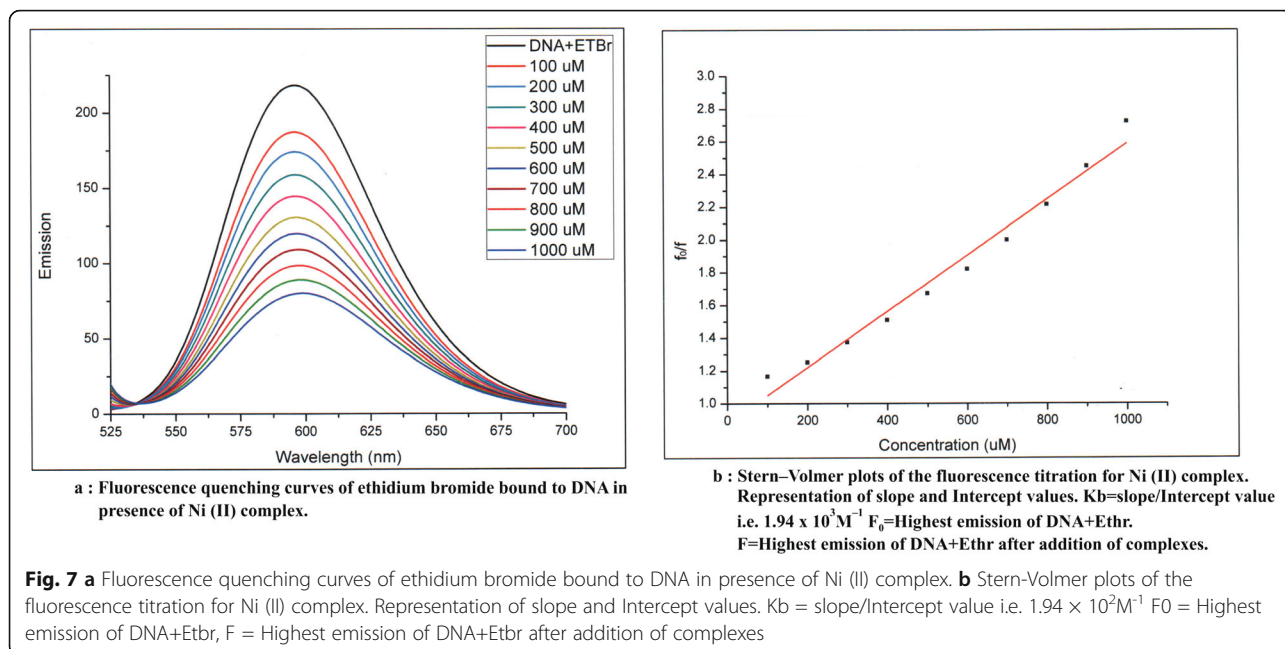 DNA+ETBr
100 uM
200 uM
300 uM
400 uM
500 uM
600 uM
700 uM
800 uM
900 uM
1000 uM
200
150
100
50
0
525 550 575 600 625 650 675 700
Emission
Wavelength (nm)
a : Fluorescence quenching curves of ethidium bromide bound to DNA in
presence of Ni (II) complex.
3.0
2.8
2.6
2.4
2.2
2.0
1.8
1.6
1.4
1.2
1.0
0 200 400 600 800 1000
f₀/f
Concentration (uM)
b : Stern–Volmer plots of the fluorescence titration for Ni (II) complex.
Representation of slope and Intercept values. Kb=slope/Intercept value
i.e. 1.94 x 10³M⁻¹ F₀=Highest emission of DNA+Ethr.
F=Highest emission of DNA+Ethr after addition of complexes.
Fig. 7 a Fluorescence quenching curves of ethidium bromide bound to DNA in presence of Ni (II) complex. b Stern-Volmer plots of the
fluorescence titration for Ni (II) complex. Representation of slope and Intercept values. Kb = slope/Intercept value i.e. 1.94 × 10²M⁻¹ F0 = Highest
emission of DNA+Etbr, F = Highest emission of DNA+Etbr after addition of complexes